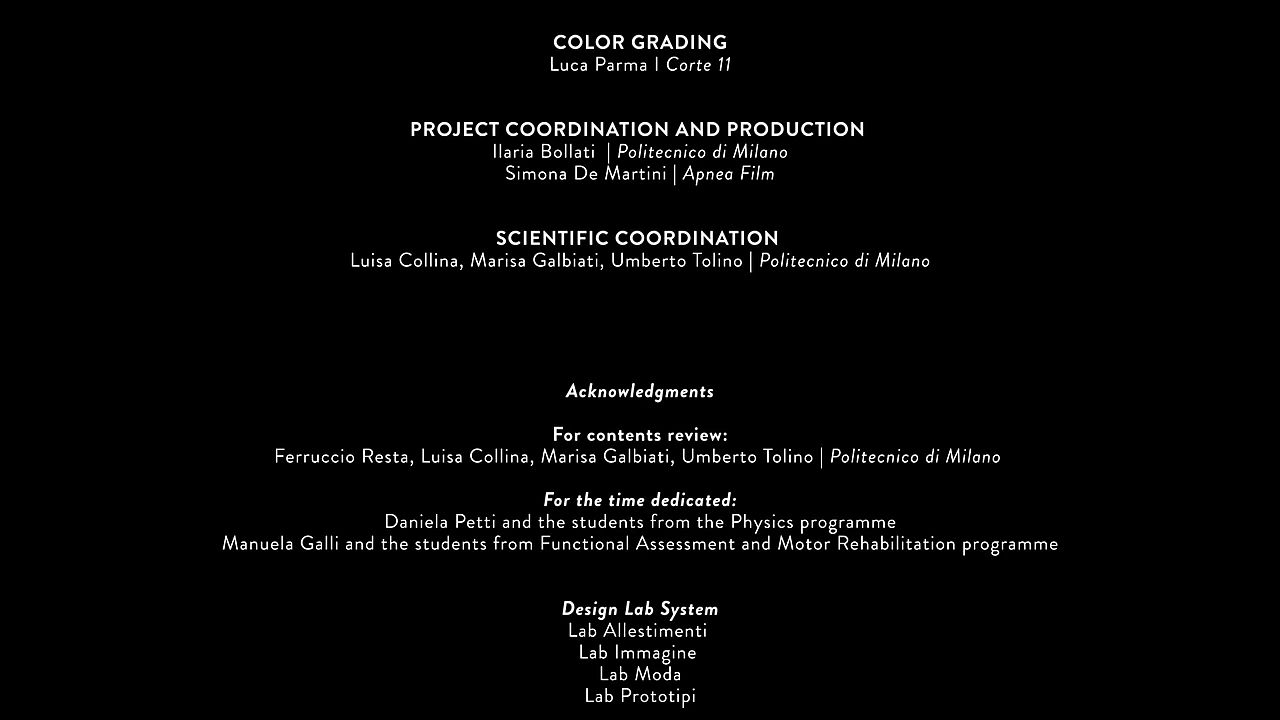 COLOR GRADING
Luca Parma | Corte 11
PROJECT COORDINATION AND PRODUCTION
Ilaria Bollati | Politecnico di Milano
Simona De Martini | Apnea Film
SCIENTIFIC COORDINATION
Luisa Collina, Marisa Galbiati, Umberto Tolino | Politecnico di Milano
Acknowledgments
For contents review:
Ferruccio Resta, Luisa Collina, Marisa Galbiati, Umberto Tolino | Politecnico di Milano
For the time dedicated:
Daniela Petti and the students from the Physics programme
Manuela Galli and the students from Functional Assessment and Motor Rehabilitation programme
Design Lab System
Lab Allestimenti
Lab Immagine
Lab Moda
Lab Prototipi